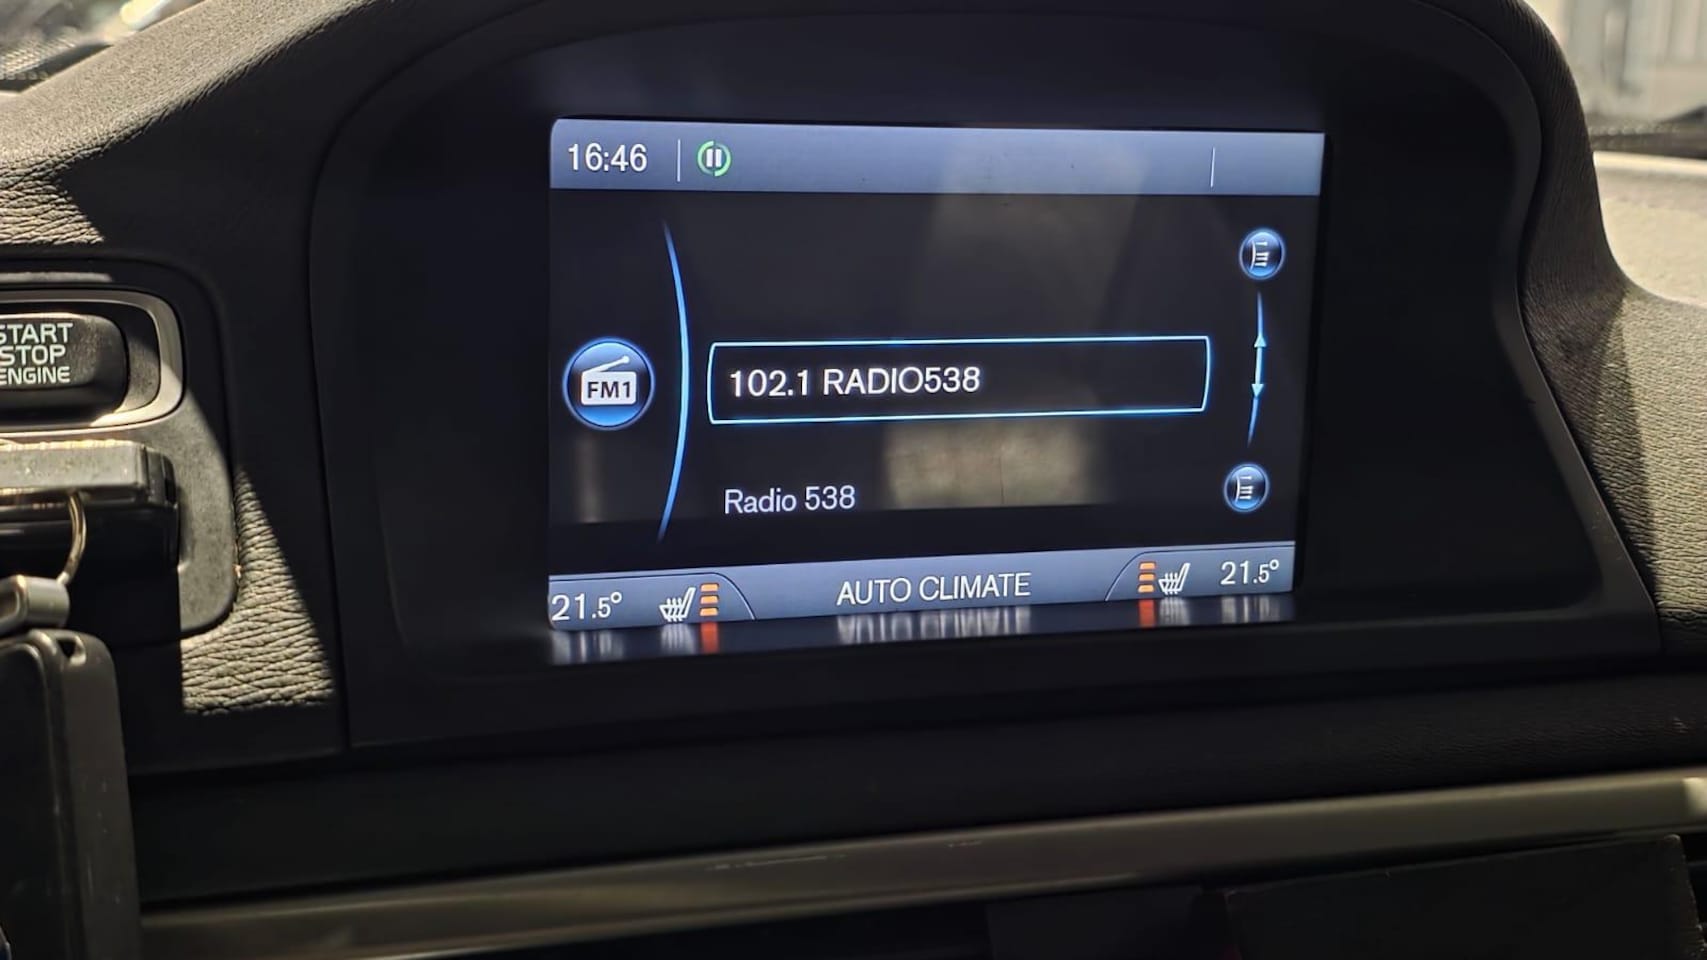 16:46
START
STOP
ENGINE
FM1
102.1 RADIO538
Radio 538
21.5°
AUTO CLIMATE
21.5°